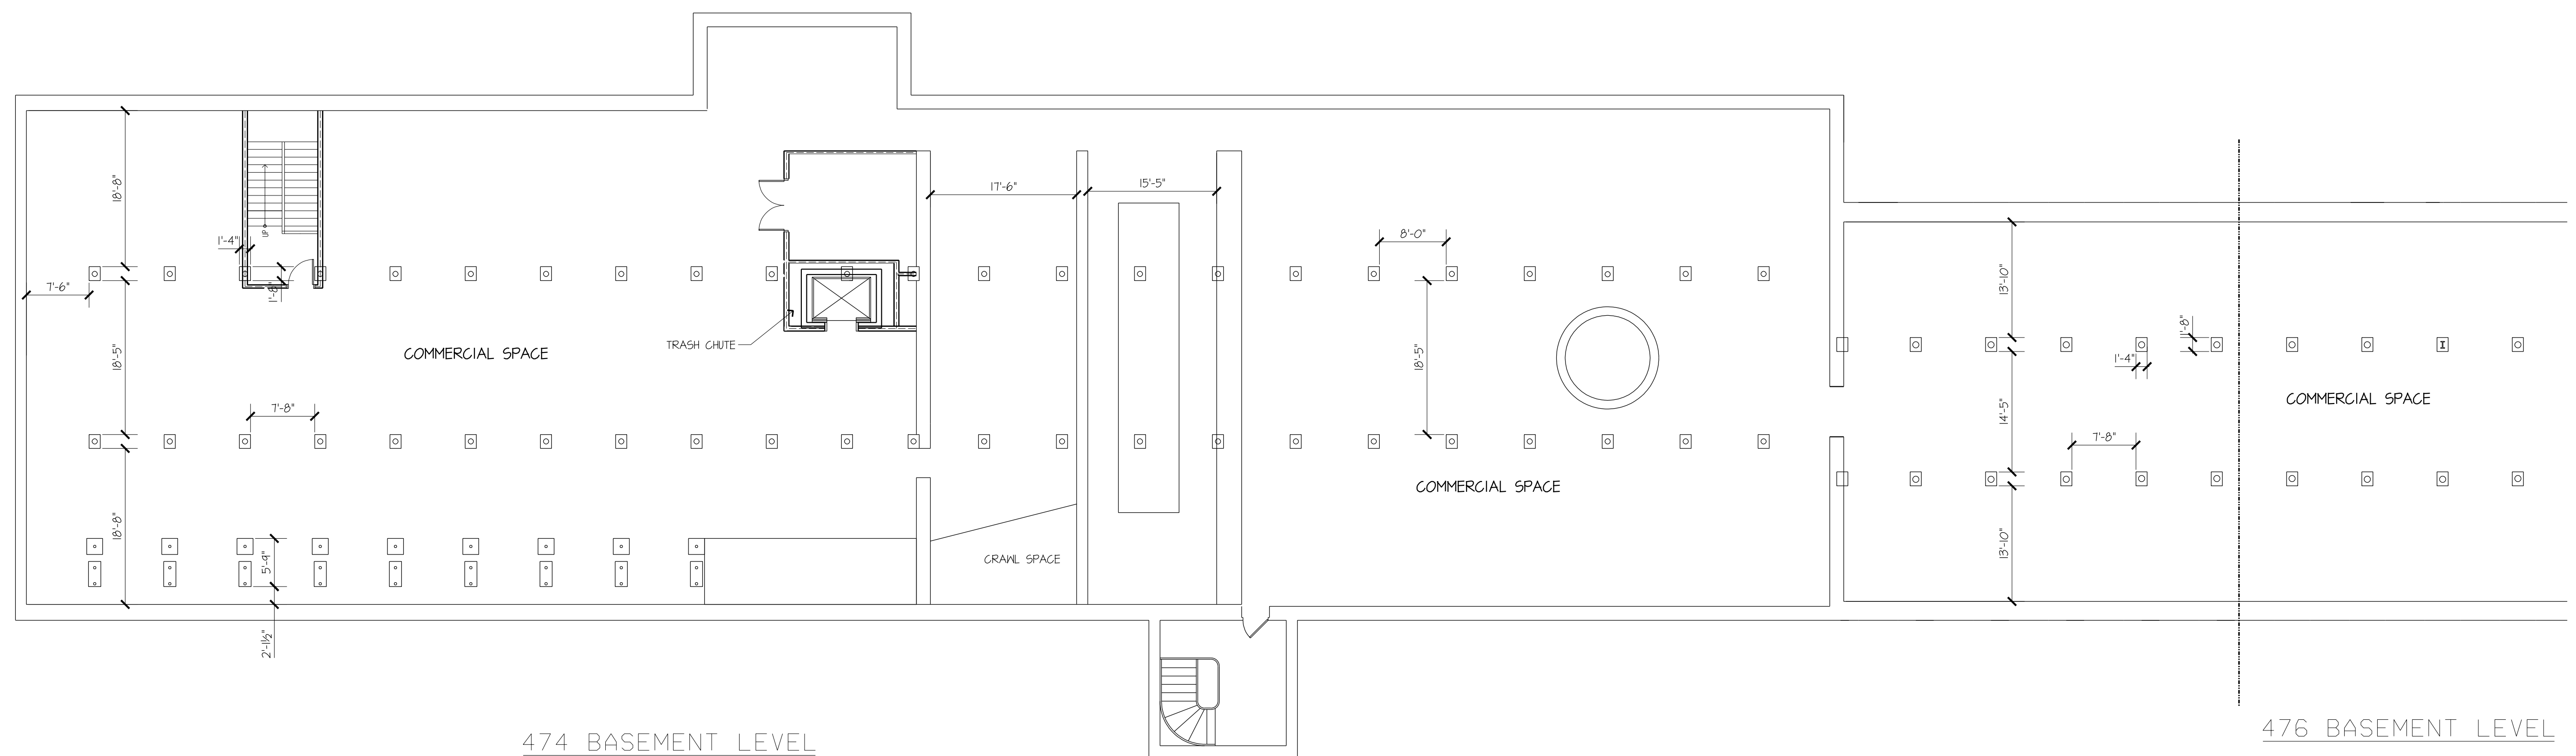 18'-8"
1'-4"
UP
1'-8"
7'-6"
18'-5"
COMMERCIAL SPACE
TRASH CHUTE
7'-8"
18'-8"
5'-9"
2'-1½"
17'-6"
15'-5"
CRAWL SPACE
8'-0"
18'-5"
COMMERCIAL SPACE
13'-10"
1'-8"
1'-4"
14'-5"
COMMERCIAL SPACE
7'-8"
13'-10"
474 BASEMENT LEVEL
476 BASEMENT LEVEL